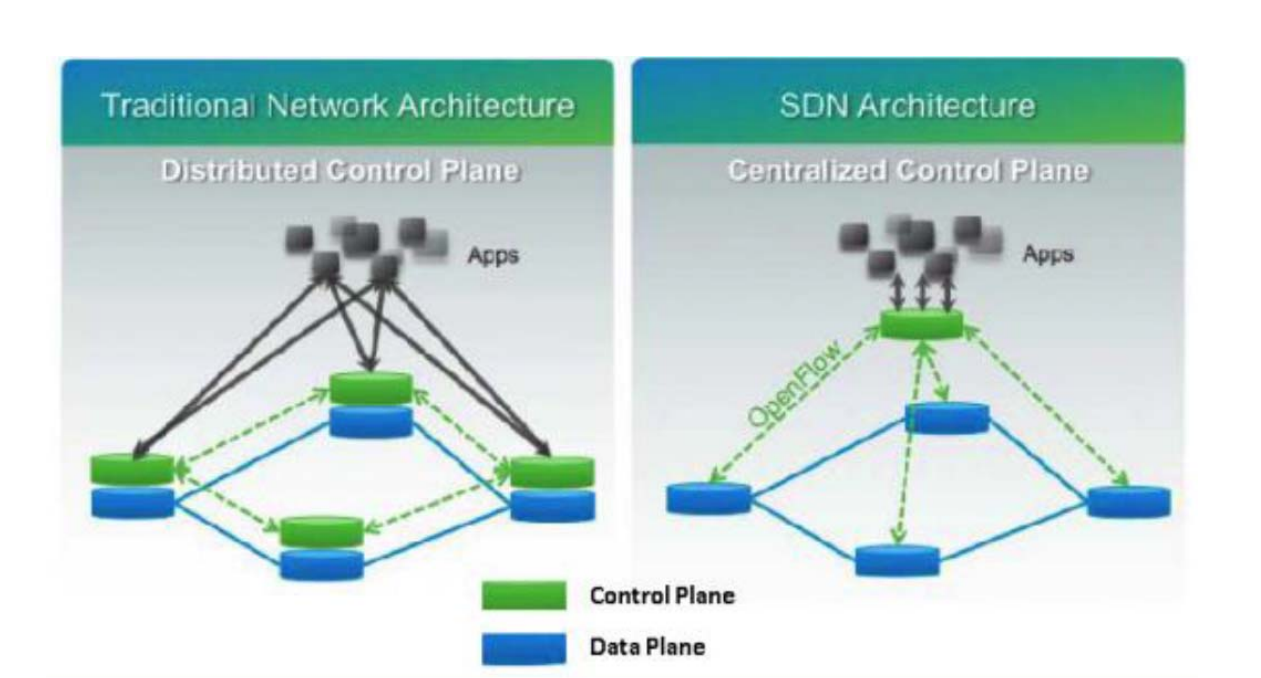 Traditional Network Architecture
Distributed Control Plane
Apps
SDN Architecture
Centralized Control Plane
Apps
OpenFlow
Control Plane
Data Plane